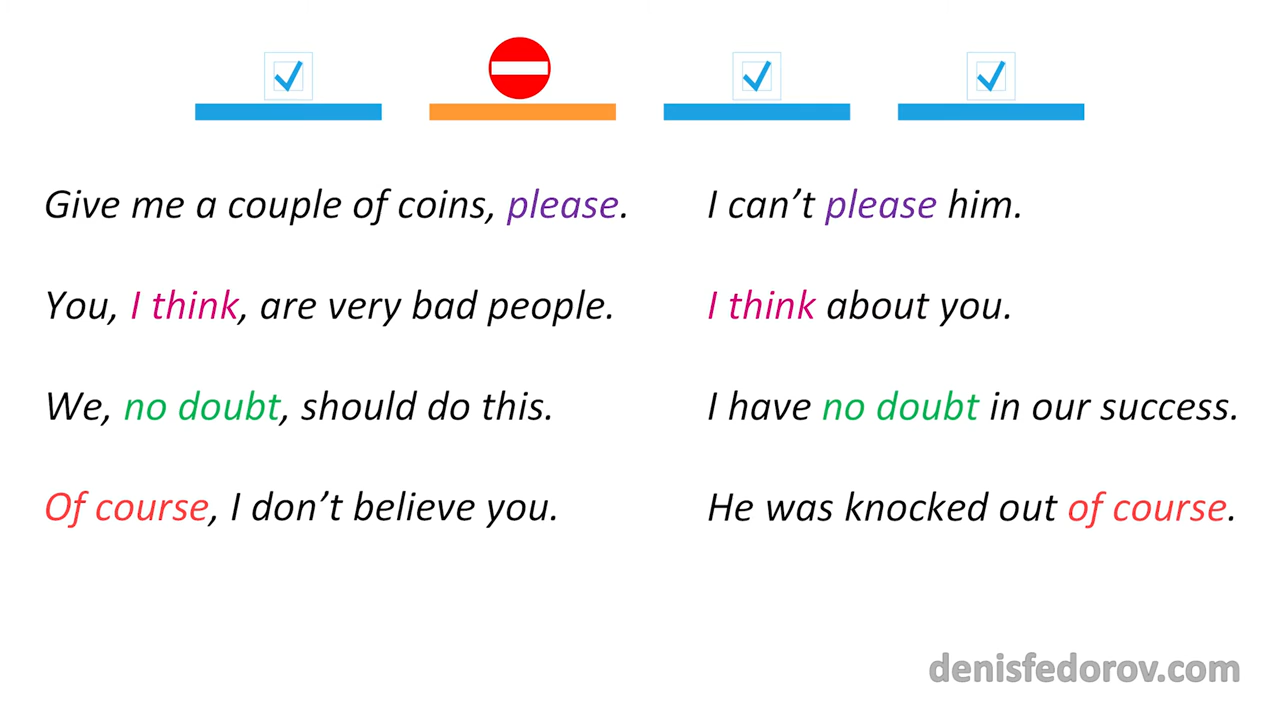 Give me a couple of coins, please.
I can’t please him.
You, I think, are very bad people.
I think about you.
We, no doubt, should do this.
I have no doubt in our success.
Of course, I don’t believe you.
He was knocked out of course.
denisfedorov.com